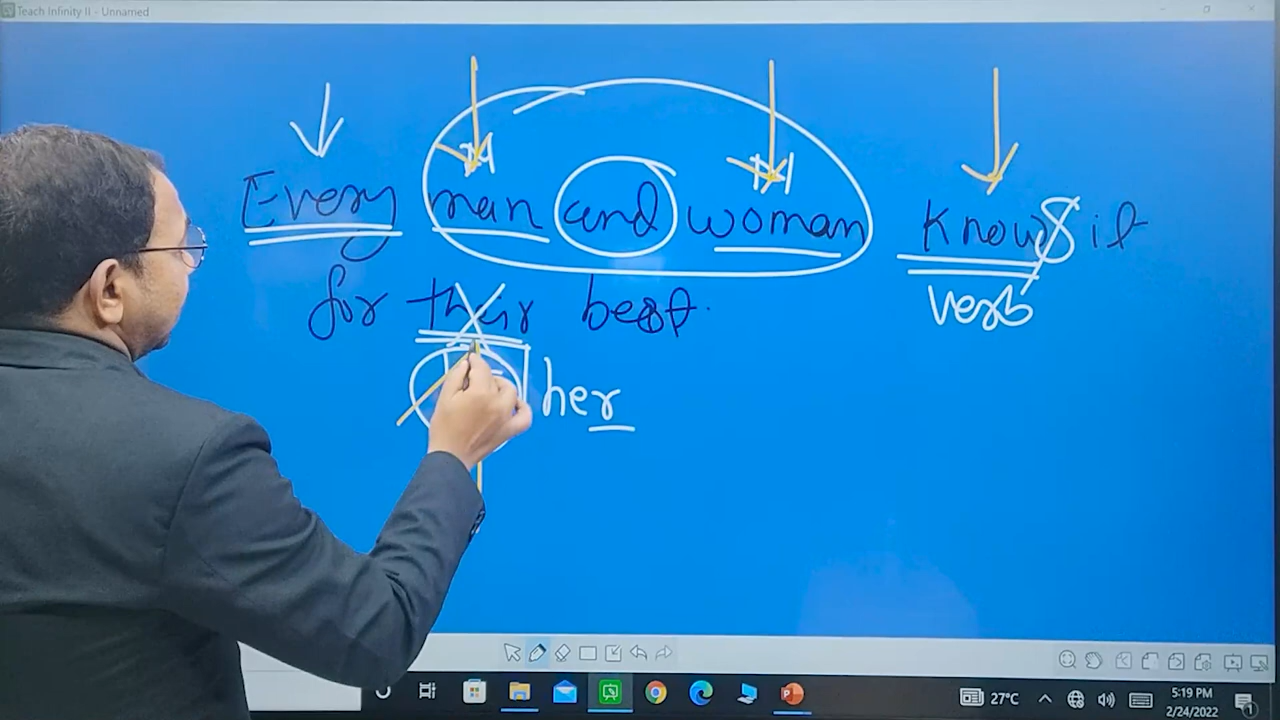 Teach Infinity II - Unnamed
Every man and woman knows it
for their best.
verb
her
27°C
5:19 PM
2/24/2022